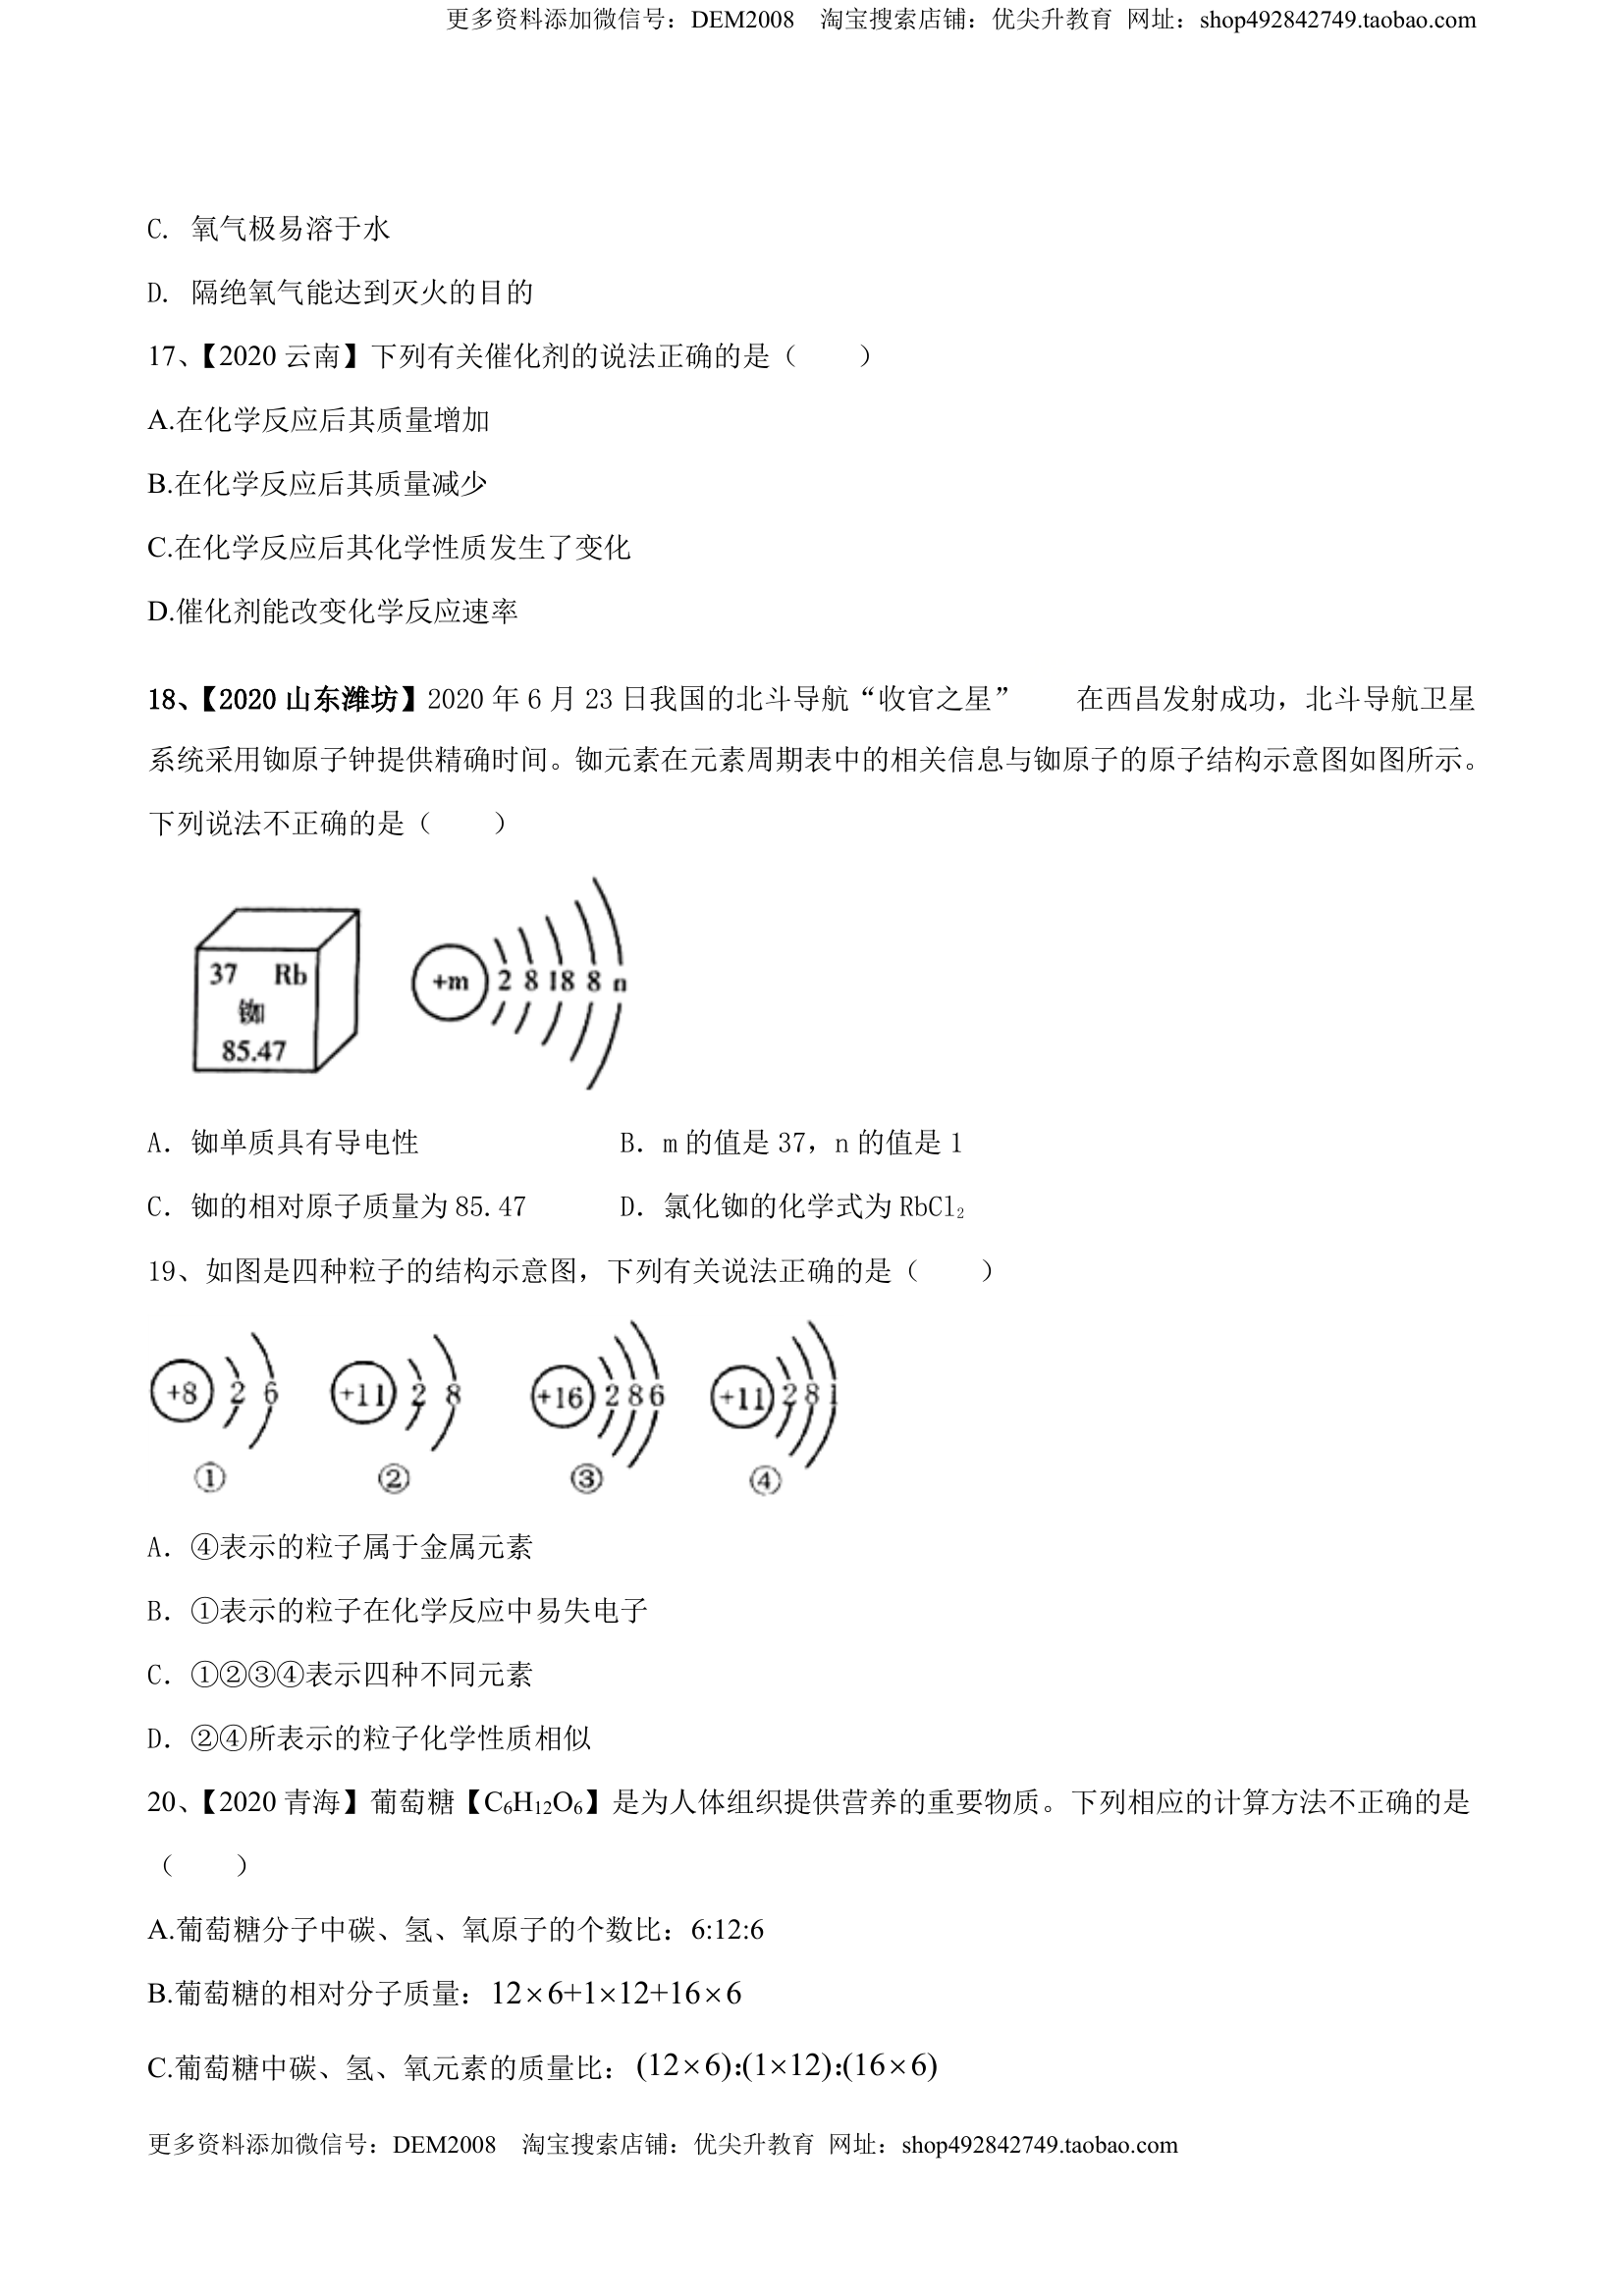 更多资料添加微信号：DEM2008 淘宝搜索店铺：优尖升教育 网址：shop492842749.taobao.com
C. 氧气极易溶于水
D. 隔绝氧气能达到灭火的目的
17、【2020 云南】下列有关催化剂的说法正确的是（ ）
A.在化学反应后其质量增加
B.在化学反应后其质量减少
C.在化学反应后其化学性质发生了变化
D.催化剂能改变化学反应速率
18、【2020 山东潍坊】2020 年 6 月 23 日我国的北斗导航“收官之星” 在西昌发射成功，北斗导航卫星
系统采用铷原子钟提供精确时间。铷元素在元素周期表中的相关信息与铷原子的原子结构示意图如图所示。
下列说法不正确的是（ ）
37 Rb
铷
85.47
+m 2 8 18 8 n
A. 铷单质具有导电性 B. m 的值是 37，n 的值是 1
C. 铷的相对原子质量为 85.47 D. 氯化铷的化学式为 RbCl₂
19、如图是四种粒子的结构示意图，下列有关说法正确的是（ ）
+8 2 6 +11 2 8 +16 2 8 6 +11 2 8 1
① ② ③ ④
A. ④表示的粒子属于金属元素
B. ①表示的粒子在化学反应中易失电子
C. ①②③④表示四种不同元素
D. ②④所表示的粒子化学性质相似
20、【2020 青海】葡萄糖【C₆H₁₂O₆】是为人体组织提供营养的重要物质。下列相应的计算方法不正确的是
（ ）
A.葡萄糖分子中碳、氢、氧原子的个数比：6:12:6
B.葡萄糖的相对分子质量：12×6+1×12+16×6
C.葡萄糖中碳、氢、氧元素的质量比：(12×6):(1×12):(16×6)
更多资料添加微信号：DEM2008 淘宝搜索店铺：优尖升教育 网址：shop492842749.taobao.com